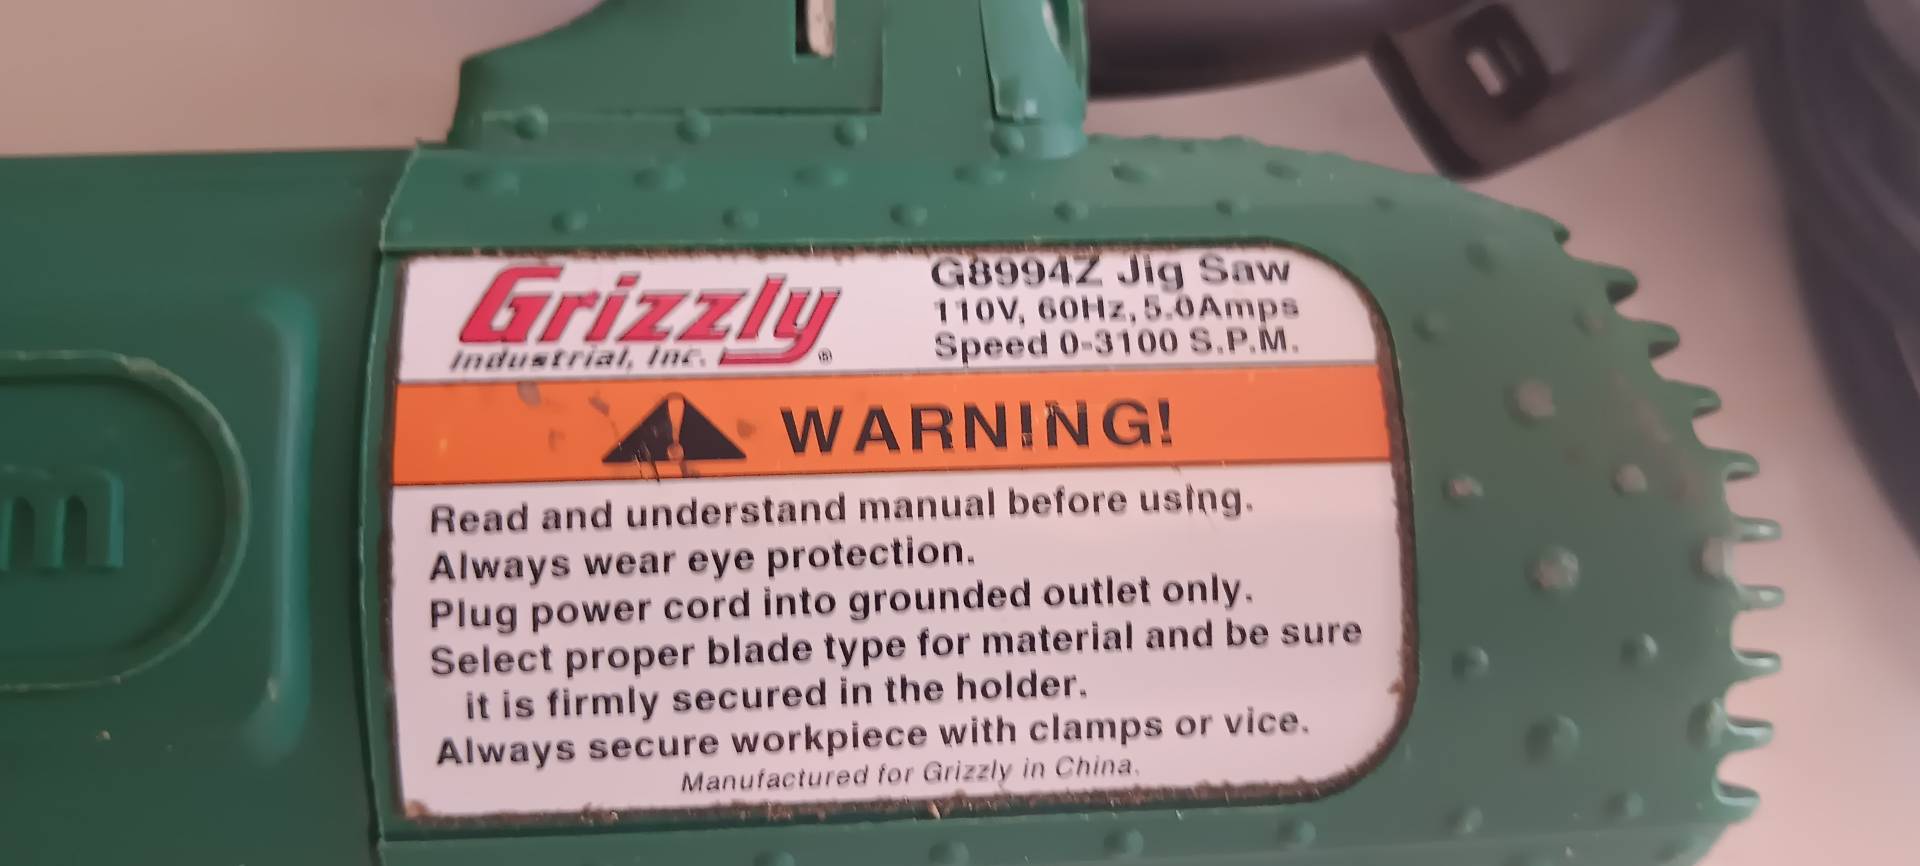 Grizzly
Industrial, Inc. ®
G8994Z Jig Saw
110V, 60Hz, 5.0Amps
Speed 0-3100 S.P.M.
WARNING!
Read and understand manual before using.
Always wear eye protection.
Plug power cord into grounded outlet only.
Select proper blade type for material and be sure
it is firmly secured in the holder.
Always secure workpiece with clamps or vice.
Manufactured for Grizzly in China.